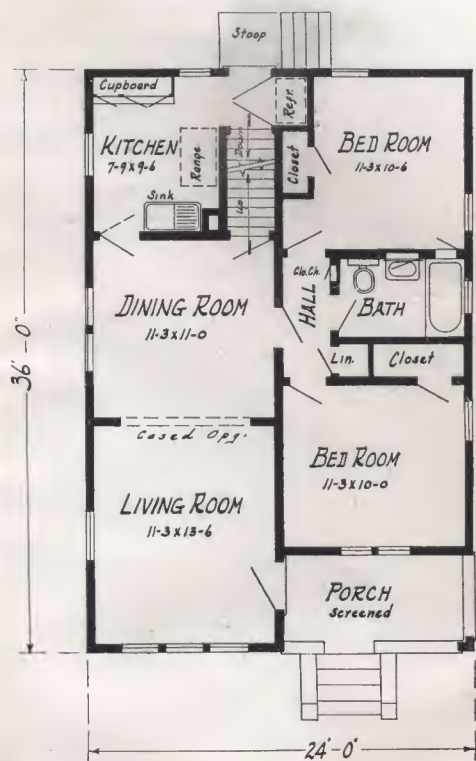 Stoop
Cupboard
Refr.
KITCHEN
7-9 x 9-6
Range
Down
Up
Closet
BED ROOM
11-3 x 10-6
Sink
Clo. Ch.
DINING ROOM
11-3 x 11-0
HALL
BATH
Lin.
Closet
36'-0"
Cased Opg.
BED ROOM
11-3 x 10-0
LIVING ROOM
11-3 x 13-6
PORCH
Screened
24'-0"